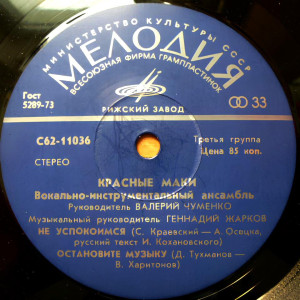 МИНИСТЕРСТВО КУЛЬТУРЫ СССР
МЕЛОДИЯ
ВСЕСОЮЗНАЯ ФИРМА ГРАМПЛАСТИНОК
Гост
5289-73
33
РИЖСКИЙ ЗАВОД
С62-11036
Третья группа
СТЕРЕО
Цена 85 коп.
КРАСНЫЕ МАКИ
Вокально-инструментальный ансамбль
Руководитель ВАЛЕРИЙ ЧУМЕНКО
Музыкальный руководитель ГЕННАДИЙ ЖАРКОВ
НЕ УСПОКОИМСЯ (С. Краевский — А. Осецка,
русский текст И. Кохановского)
ОСТАНОВИТЕ МУЗЫКУ (Д. Тухманов —
В. Харитонов)